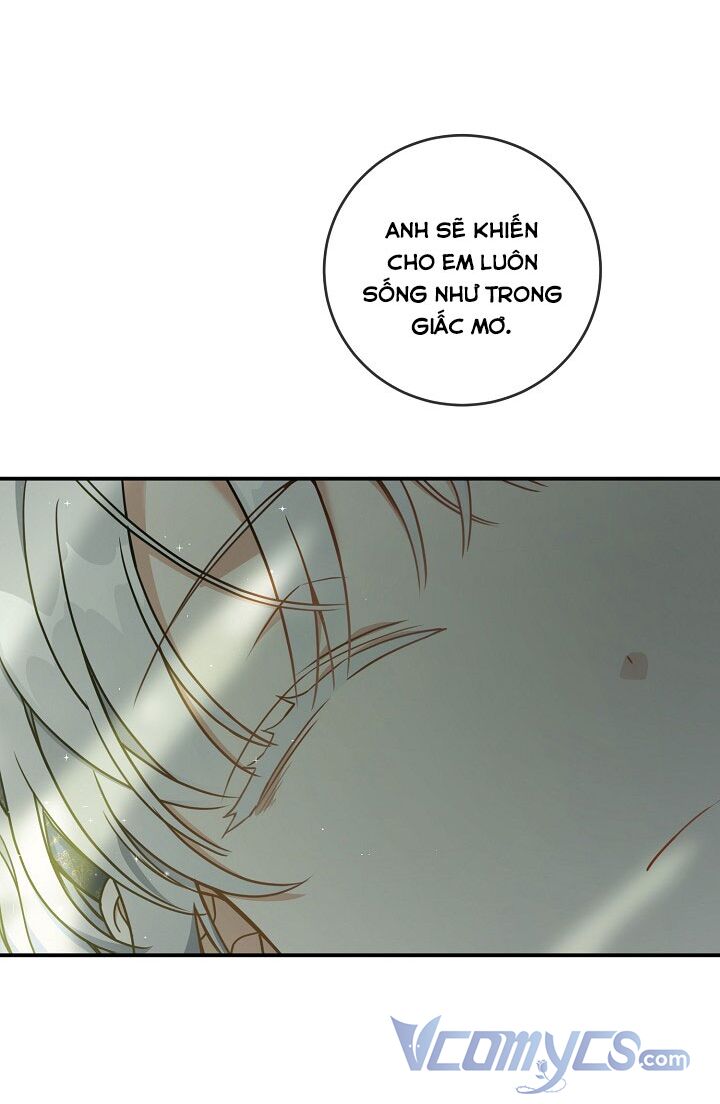 ANH SẼ KHIẾN
CHO EM LUÔN
SỐNG NHƯ TRONG
GIẤC MƠ.
VCOMYCS.com